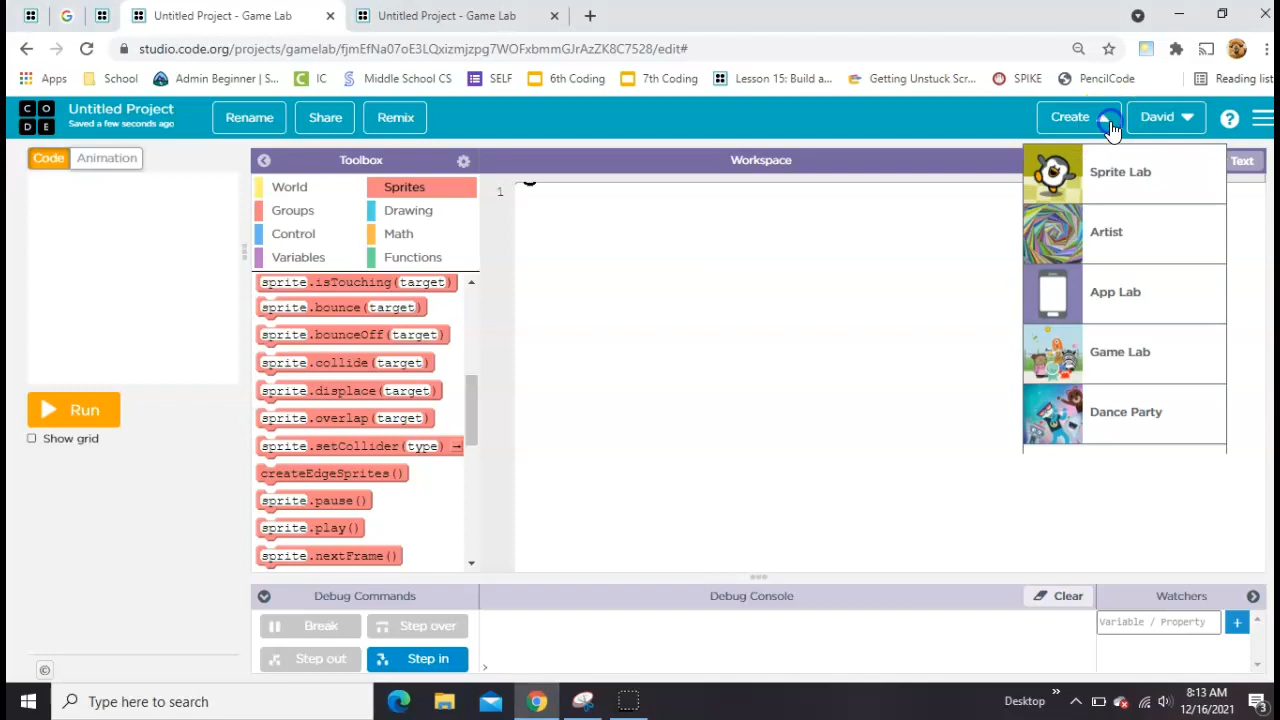 Untitled Project - Game Lab
Untitled Project - Game Lab
studio.code.org/projects/gamelab/fjmEfNa07oE3LQxizmjzpg7WOFxbmmGJrAzZK8C7528/edit#
Apps School Admin Beginner | S... IC Middle School CS SELF 6th Coding 7th Coding Lesson 15: Build a... Getting Unstuck Scr... SPIKE PencilCode Reading list
C O
D E
Untitled Project
Saved a few seconds ago
Rename Share Remix Create David ?
Code Animation
Toolbox Workspace Text
World Sprites
Groups Drawing
Control Math
Variables Functions
1
sprite.isTouching(target)
sprite.bounce(target)
sprite.bounceOff(target)
sprite.collide(target)
sprite.displace(target)
sprite.overlap(target)
sprite.setCollider(type)
createEdgeSprites()
sprite.pause()
sprite.play()
sprite.nextFrame()
Sprite Lab
Artist
App Lab
Game Lab
Dance Party
Run
Show grid
Debug Commands Debug Console Clear Watchers
Break Step over
Step out Step in
Variable / Property +
>
©
Type here to search
Desktop
8:13 AM
12/16/2021
3